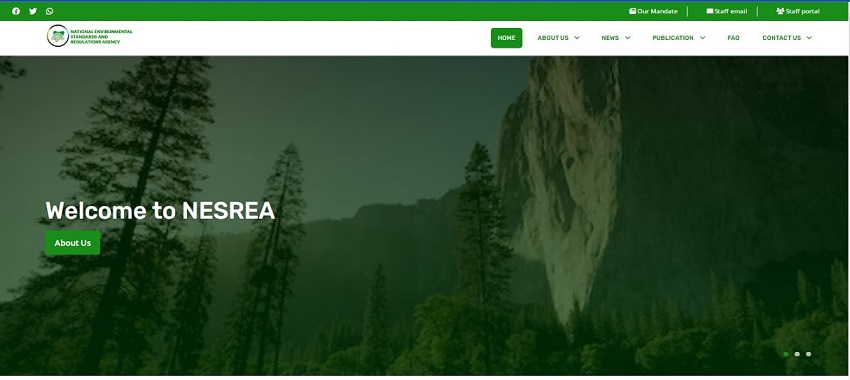 Our Mandate
Staff email
Staff portal
NATIONAL ENVIRONMENTAL
STANDARDS AND
REGULATIONS AGENCY
HOME
ABOUT US
NEWS
PUBLICATION
FAQ
CONTACT US
Welcome to NESREA
About Us